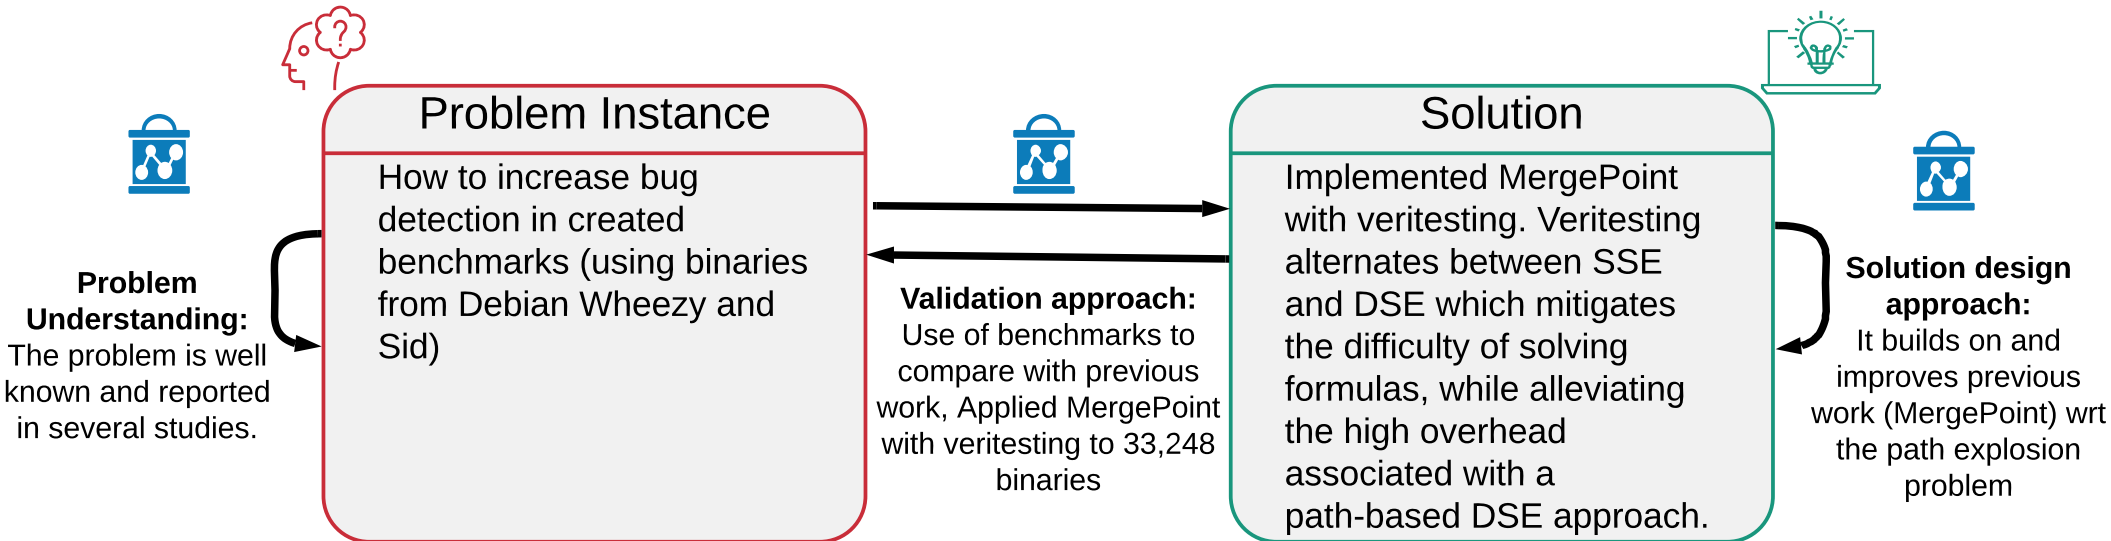 ?
Problem Instance
How to increase bug
detection in created
benchmarks (using binaries
from Debian Wheezy and
Sid)
Problem
Understanding:
The problem is well
known and reported
in several studies.
Validation approach:
Use of benchmarks to
compare with previous
work, Applied MergePoint
with veritesting to 33,248
binaries
Solution
Implemented MergePoint
with veritesting. Veritesting
alternates between SSE
and DSE which mitigates
the difficulty of solving
formulas, while alleviating
the high overhead
associated with a
path-based DSE approach.
Solution design
approach:
It builds on and
improves previous
work (MergePoint) wrt
the path explosion
problem